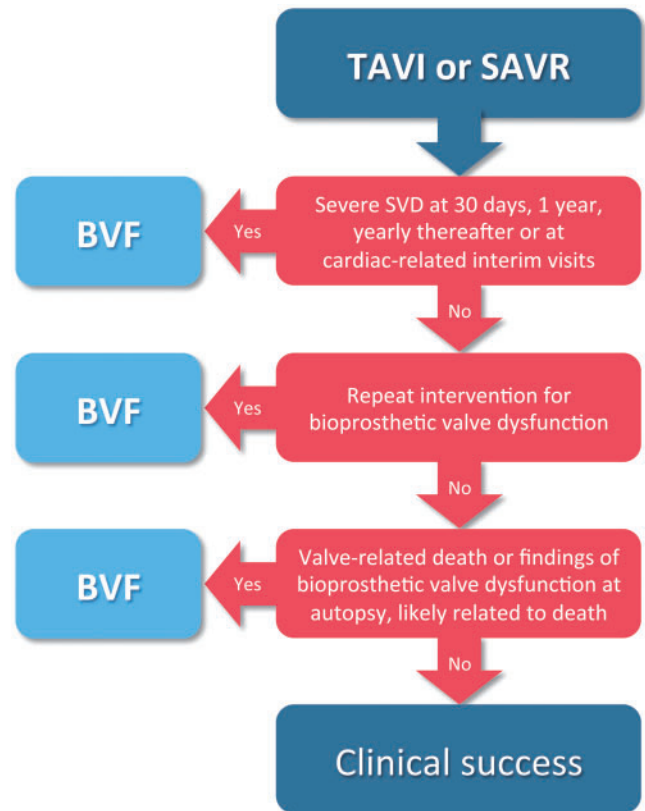 TAVI or SAVR
BVF
Yes
Severe SVD at 30 days, 1 year,
yearly thereafter or at
cardiac-related interim visits
No
BVF
Yes
Repeat intervention for
bioprosthetic valve dysfunction
No
BVF
Yes
Valve-related death or findings of
bioprosthetic valve dysfunction at
autopsy, likely related to death
No
Clinical success